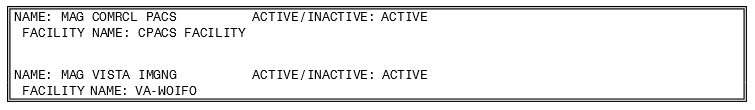 NAME: MAG COMRCL PACS ACTIVE/INACTIVE: ACTIVE
FACILITY NAME: CPACS FACILITY
NAME: MAG VISTA IMGNG ACTIVE/INACTIVE: ACTIVE
FACILITY NAME: VA-WOIFO